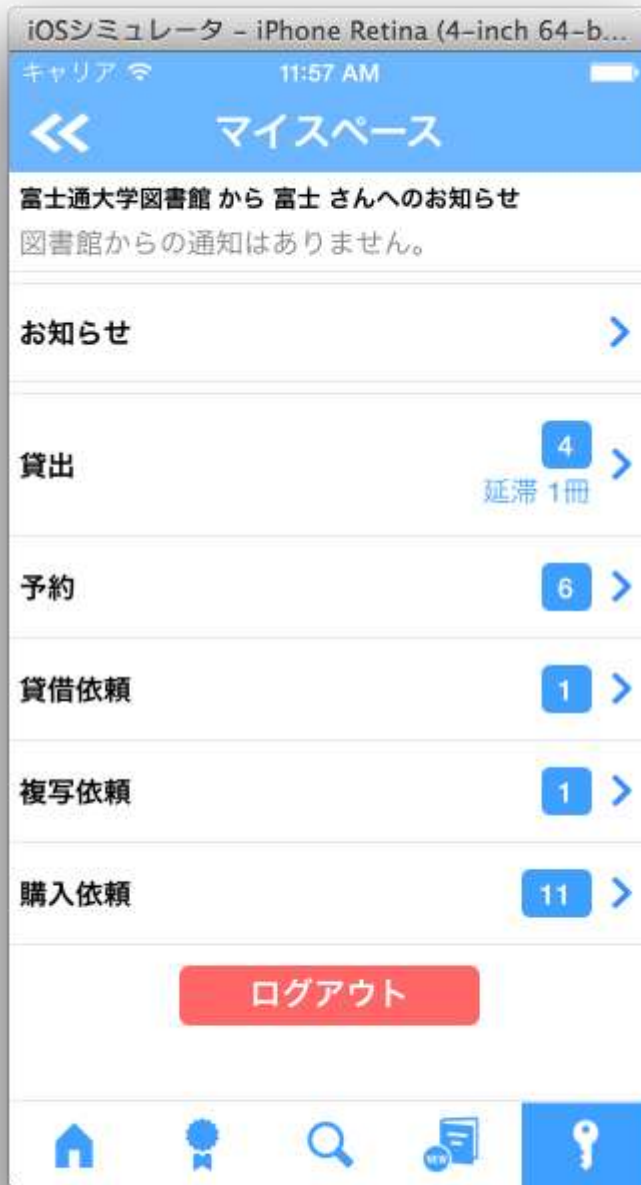 iOSシミュレータ – iPhone Retina (4-inch 64-b...
キャリア 11:57 AM
マイスペース
富士通大学図書館 から 富士 さんへのお知らせ
図書館からの通知はありません。
お知らせ
貸出 4
延滞 1冊
予約 6
貸借依頼 1
複写依頼 1
購入依頼 11
ログアウト
NEW